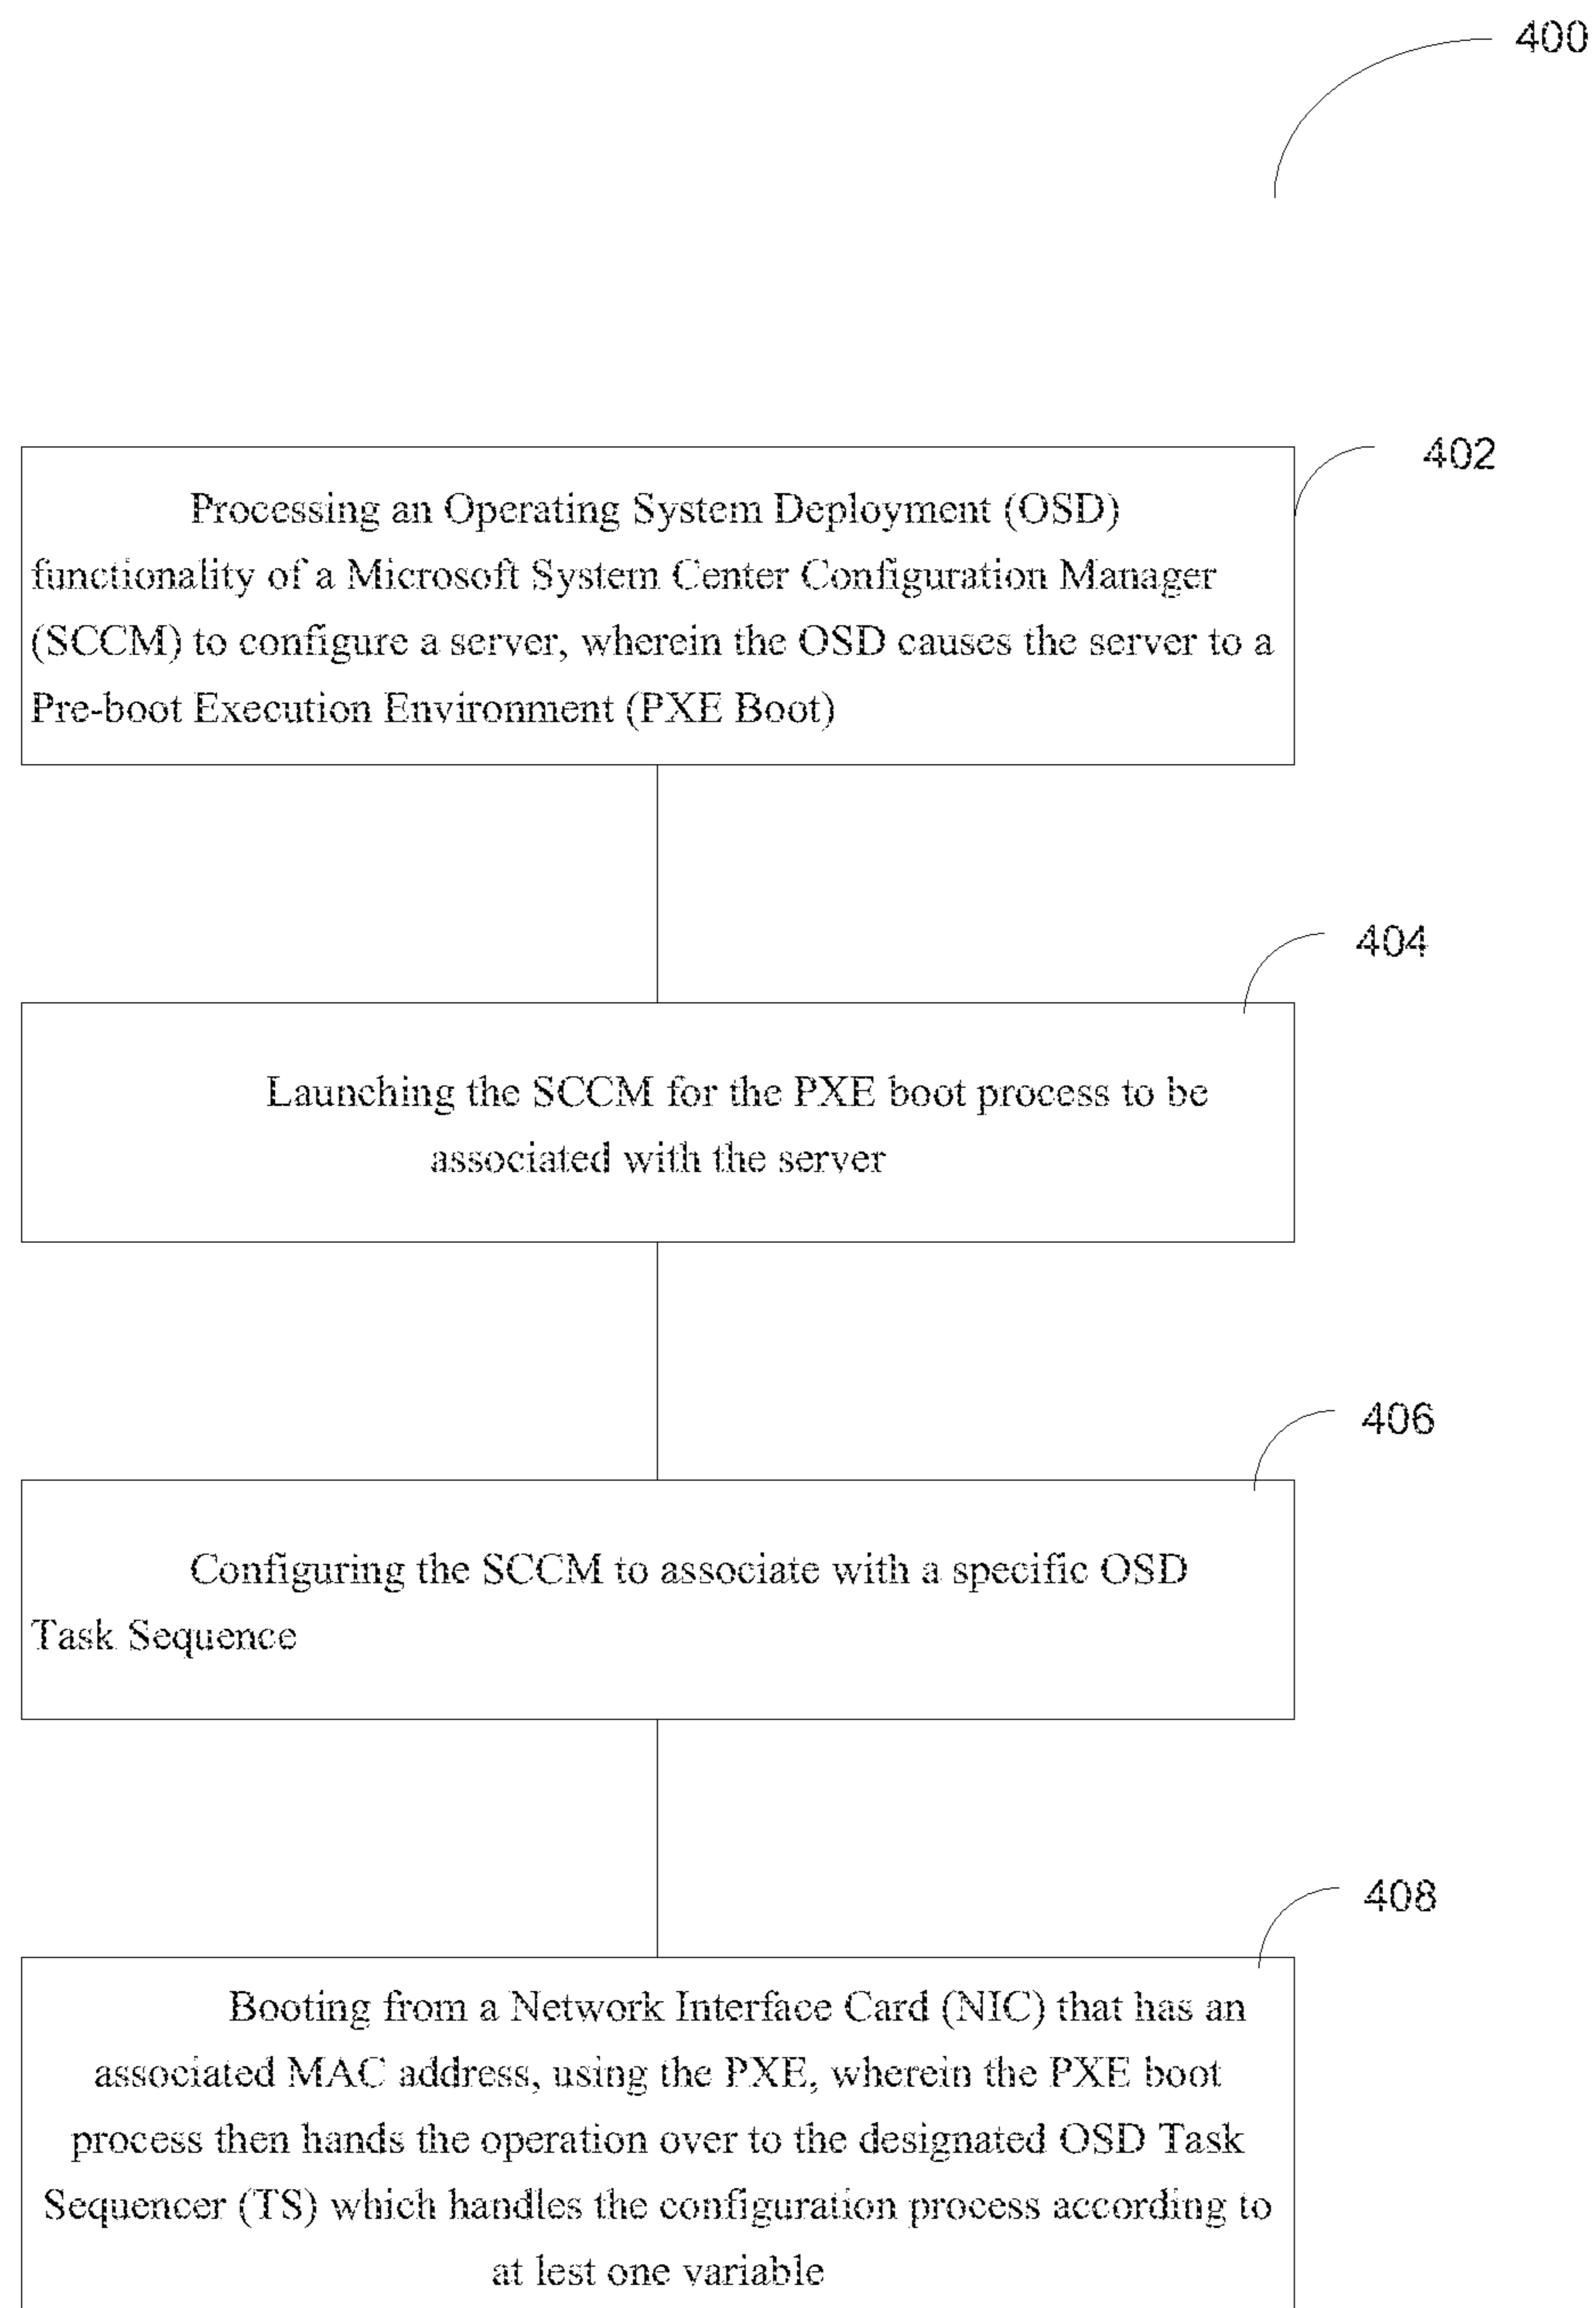 400
402
Processing an Operating System Deployment (OSD)
functionality of a Microsoft System Center Configuration Manager
(SCCM) to configure a server, wherein the OSD causes the server to a
Pre-boot Execution Environment (PXE Boot)
404
Launching the SCCM for the PXE boot process to be
associated with the server
406
Configuring the SCCM to associate with a specific OSD
Task Sequence
408
Booting from a Network Interface Card (NIC) that has an
associated MAC address, using the PXE, wherein the PXE boot
process then hands the operation over to the designated OSD Task
Sequencer (TS) which handles the configuration process according to
at lest one variable